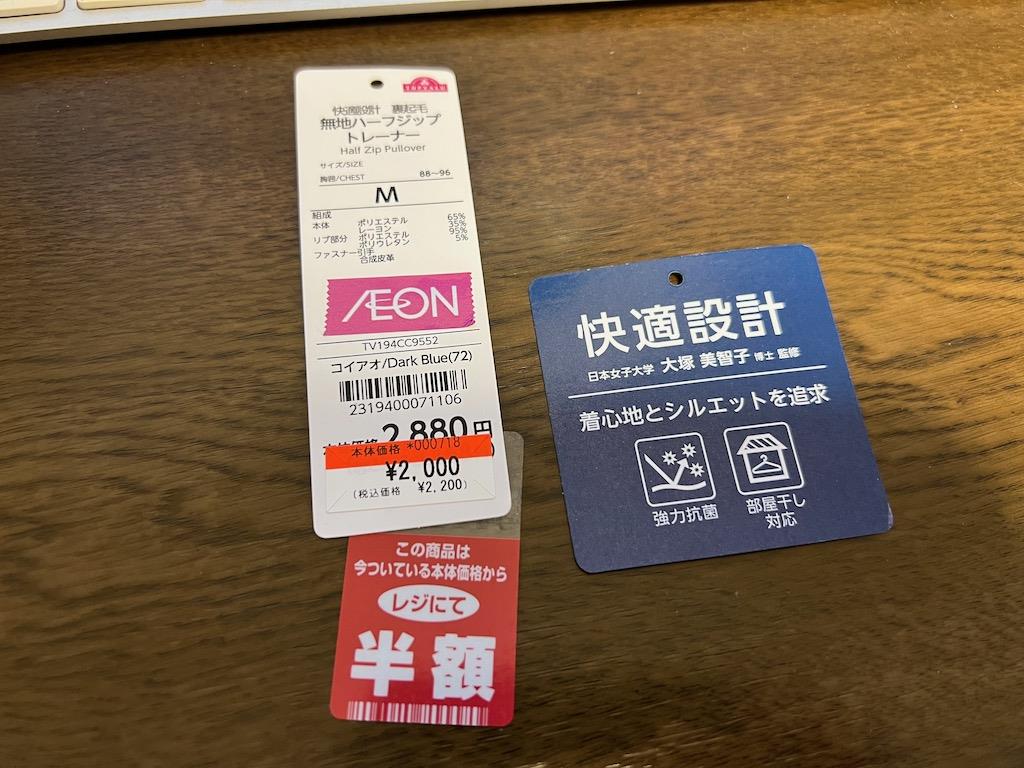 TOPVALU
快適設計 裏起毛
無地ハーフジップ
トレーナー
Half Zip Pullover
サイズ/SIZE
胸囲/CHEST 88~96
M
組成
本体 ポリエステル 65%
レーヨン 35%
リブ部分 ポリエステル 95%
ポリウレタン 5%
ファスナー引手
合成皮革
ÆON
TV194CC9552
コイアオ/Dark Blue(72)
2319400071106
本体価格 2,880円
本体価格 *000718
¥2,000
(税込価格 ¥2,200)
この商品は
今ついている本体価格から
レジにて
半額
快適設計
日本女子大学 大塚 美智子 博士 監修
着心地とシルエットを追求
強力抗菌
部屋干し
対応